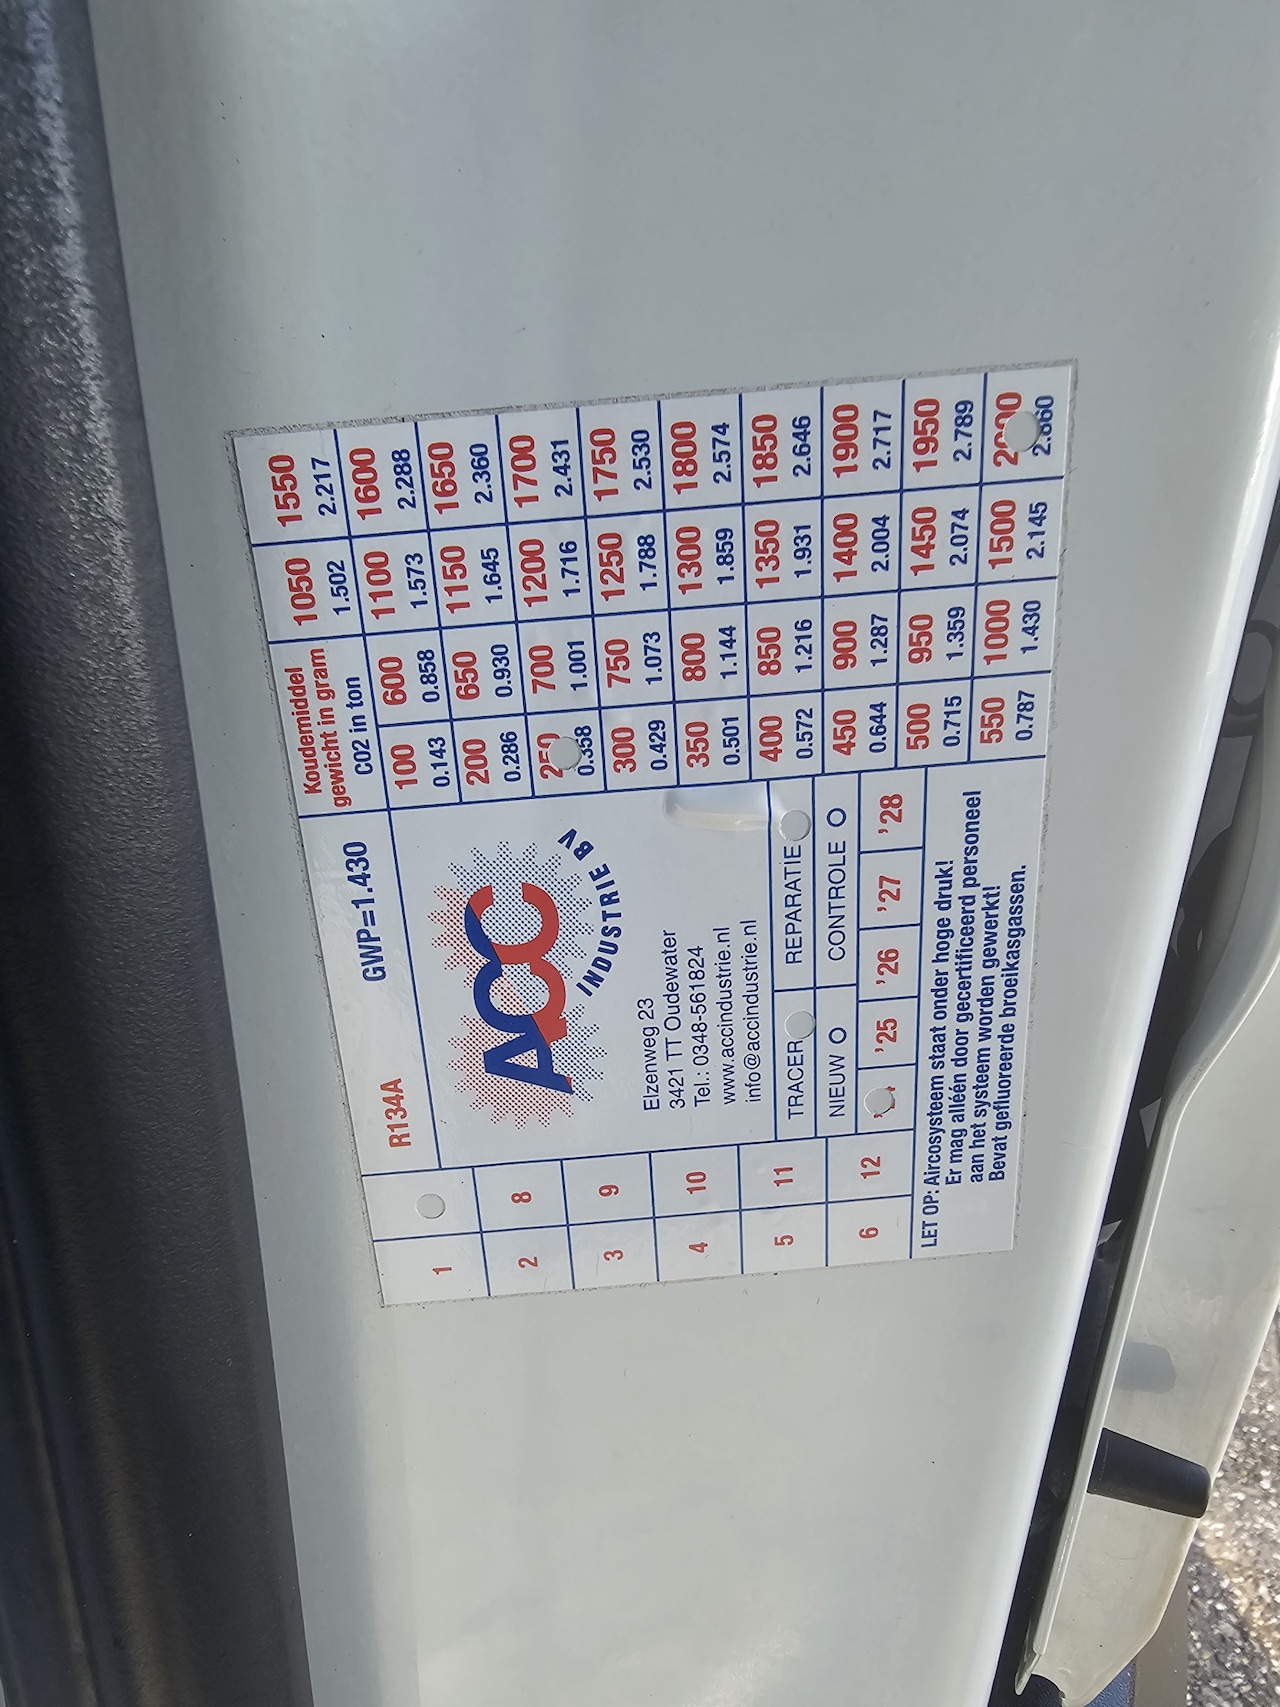 1
2 8
3 9
4 10
5 11
6 12
R134A GWP=1.430
ACC
INDUSTRIE BV
Elzenweg 23
3421 TT Oudewater
Tel.: 0348-561824
www.accindustrie.nl
info@accindustrie.nl
TRACER REPARATIE
NIEUW CONTROLE
'25 '26 '27 '28
LET OP: Aircosysteem staat onder hoge druk!
Er mag alléén door gecertificeerd personeel
aan het systeem worden gewerkt!
Bevat gefluoreerde broeikasgassen.
Koudemiddel
gewicht in gram
CO2 in ton
1050 1550
1.502 2.217
100 600 1100 1600
0.143 0.858 1.573 2.288
200 650 1150 1650
0.286 0.930 1.645 2.360
250 700 1200 1700
0.358 1.001 1.716 2.431
300 750 1250 1750
0.429 1.073 1.788 2.530
350 800 1300 1800
0.501 1.144 1.859 2.574
400 850 1350 1850
0.572 1.216 1.931 2.646
450 900 1400 1900
0.644 1.287 2.004 2.717
500 950 1450 1950
0.715 1.359 2.074 2.789
550 1000 1500 2000
0.787 1.430 2.145 2.860